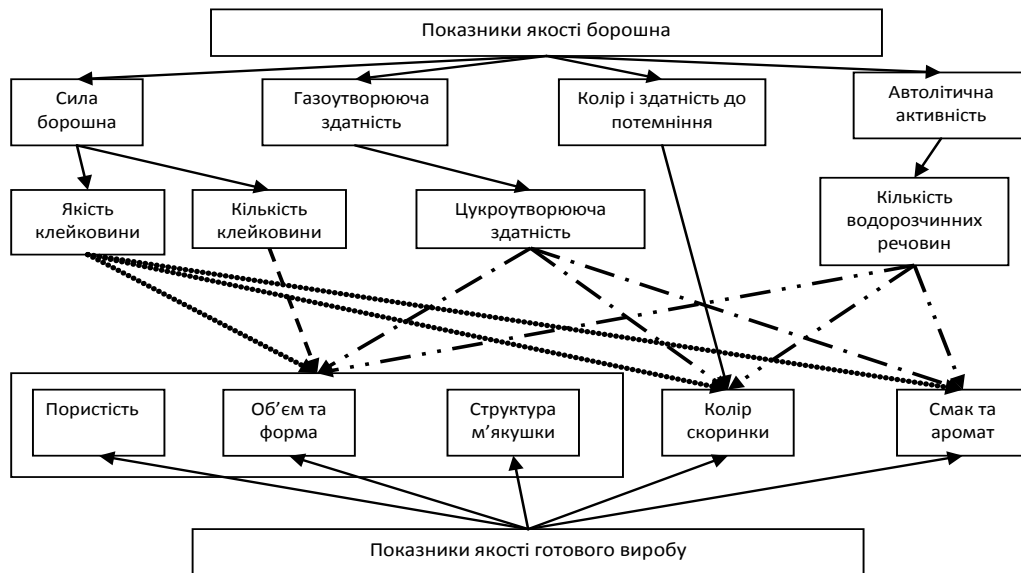 Показники якості борошна
Сила
борошна
Газоутворююча
здатність
Колір і здатність до
потемніння
Автолітична
активність
Якість
клейковини
Кількість
клейковини
Цукроутворююча
здатність
Кількість
водорозчинних
речовин
Пористість
Об’єм та
форма
Структура
м’якушки
Колір
скоринки
Смак та
аромат
Показники якості готового виробу